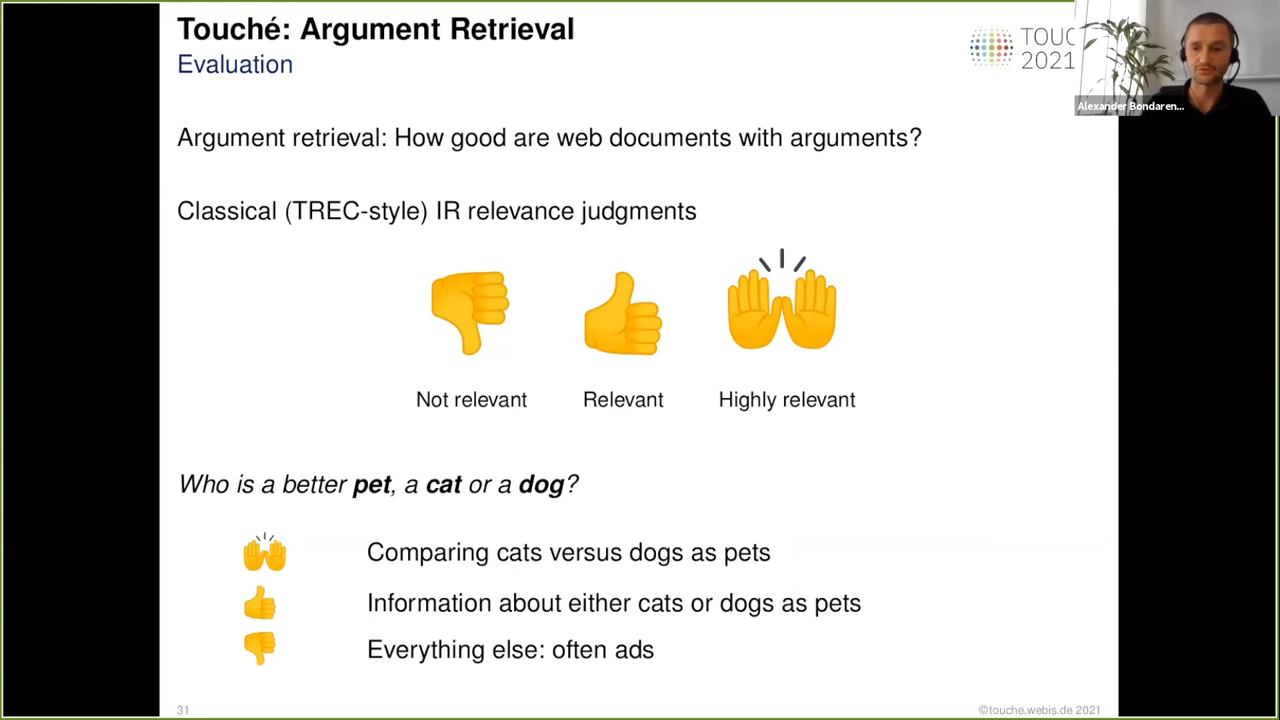 Touché: Argument Retrieval
Evaluation
TOUC
2021
Alexander Bondaren...
Argument retrieval: How good are web documents with arguments?
Classical (TREC-style) IR relevance judgments
Not relevant
Relevant
Highly relevant
Who is a better pet, a cat or a dog?
Comparing cats versus dogs as pets
Information about either cats or dogs as pets
Everything else: often ads
31
©touche.webis.de 2021